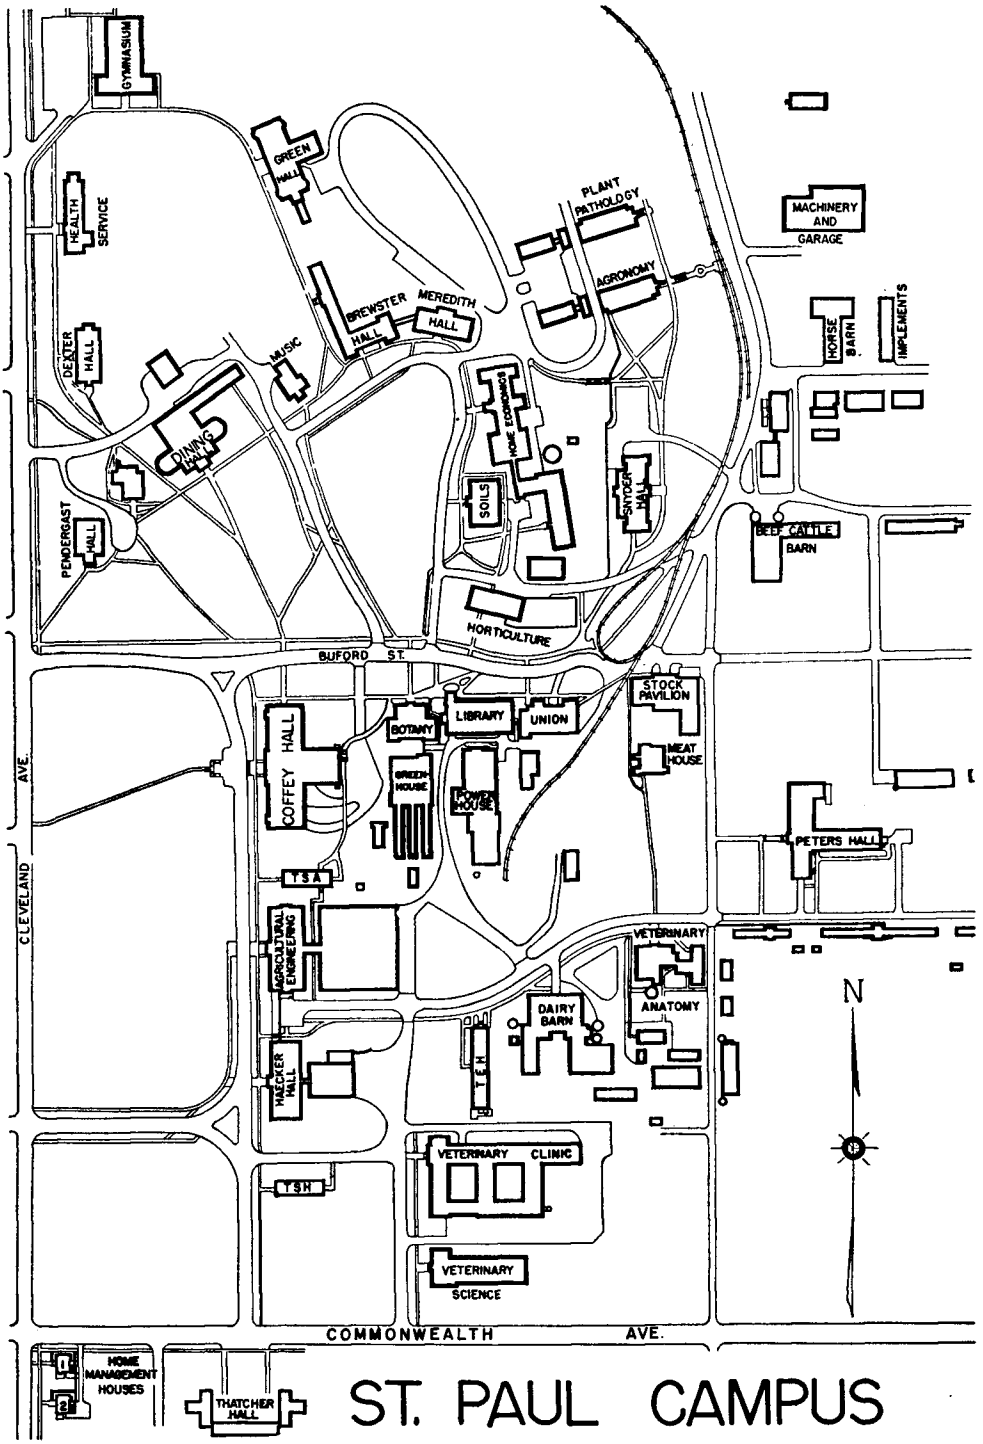 GYMNASIUM
GREEN
HALL
PLANT
PATHOLOGY
HEALTH
SERVICE
MACHINERY
AND
GARAGE
AGRONOMY
BREWSTER
HALL
MEREDITH
HALL
HORSE
BARN
IMPLEMENTS
DEXTER
HALL
MUSIC
HOME ECONOMICS
DINING
HALL
SOILS
SNYDER
HALL
PENDERGAST
HALL
BEEF CATTLE
BARN
HORTICULTURE
BUFORD ST.
STOCK
PAVILION
COFFEY HALL
BOTANY
LIBRARY
UNION
MEAT
HOUSE
GREEN-
HOUSE
POWER
HOUSE
PETERS HALL
CLEVELAND AVE.
TSA
AGRICULTURAL
ENGINEERING
VETERINARY
ANATOMY
N
DAIRY
BARN
TEH
HAECKER
HALL
VETERINARY CLINIC
TSH
VETERINARY
SCIENCE
COMMONWEALTH AVE.
1
2
HOME
MANAGEMENT
HOUSES
THATCHER
HALL
ST. PAUL CAMPUS